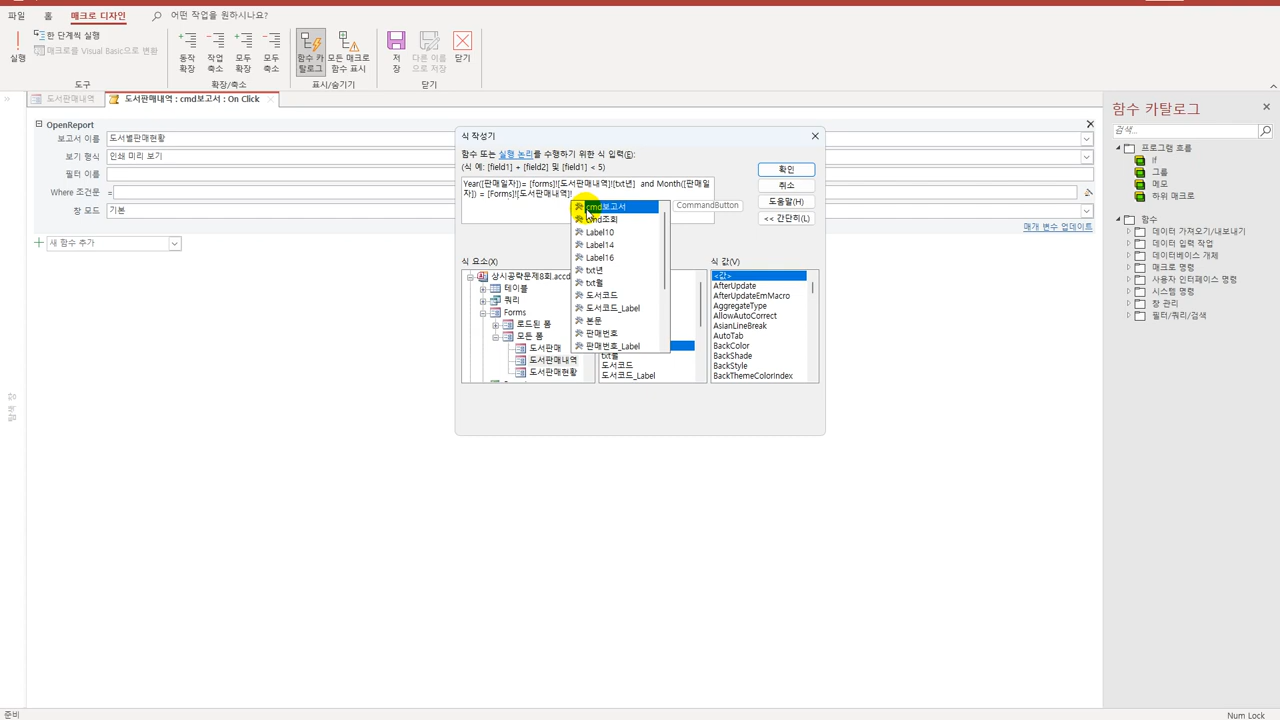 파일 홈 매크로 디자인 어떤 작업을 원하시나요?
실행
한 단계씩 실행
매크로를 Visual Basic으로 변환
도구
동작 확장
작업 축소
모두 확장
모두 축소
확장/축소
함수 카탈로그
모든 매크로 함수 표시
표시/숨기기
저장
다른 이름으로 저장
닫기
닫기
도서판매내역
도서판매내역 : cmd보고서 : On Click
OpenReport
보고서 이름 도서별판매현황
보기 형식 인쇄 미리 보기
필터 이름
Where 조건문 =
창 모드 기본
새 함수 추가
매개 변수 업데이트
식 작성기
함수 또는 실행 논리를 수행하기 위한 식 입력(E):
(식 예: [field1] + [field2] 및 [field1] < 5)
Year([판매일자])= [forms]![도서판매내역]![txt년] and Month([판매일
자]) = [Forms]![도서판매내역]!
확인
취소
도움말(H)
<< 간단히(L)
cmd보고서 CommandButton
cmd조회
Label10
Label14
Label16
txt년
txt월
도서코드
도서코드_Label
본문
판매번호
판매번호_Label
식 요소(X)
상시공략문제8회.accd
테이블
쿼리
Forms
로드된 폼
모든 폼
도서판매
도서판매내역
도서판매현황
txt월
도서코드
도서코드_Label
식 값(V)
<값>
AfterUpdate
AfterUpdateEmMacro
AggregateType
AllowAutoCorrect
AsianLineBreak
AutoTab
BackColor
BackShade
BackStyle
BackThemeColorIndex
함수 카탈로그
검색...
프로그램 흐름
If
그룹
메모
하위 매크로
함수
데이터 가져오기/내보내기
데이터 입력 작업
데이터베이스 개체
매크로 명령
사용자 인터페이스 명령
시스템 명령
창 관리
필터/쿼리/검색
탐색 창
준비
Num Lock